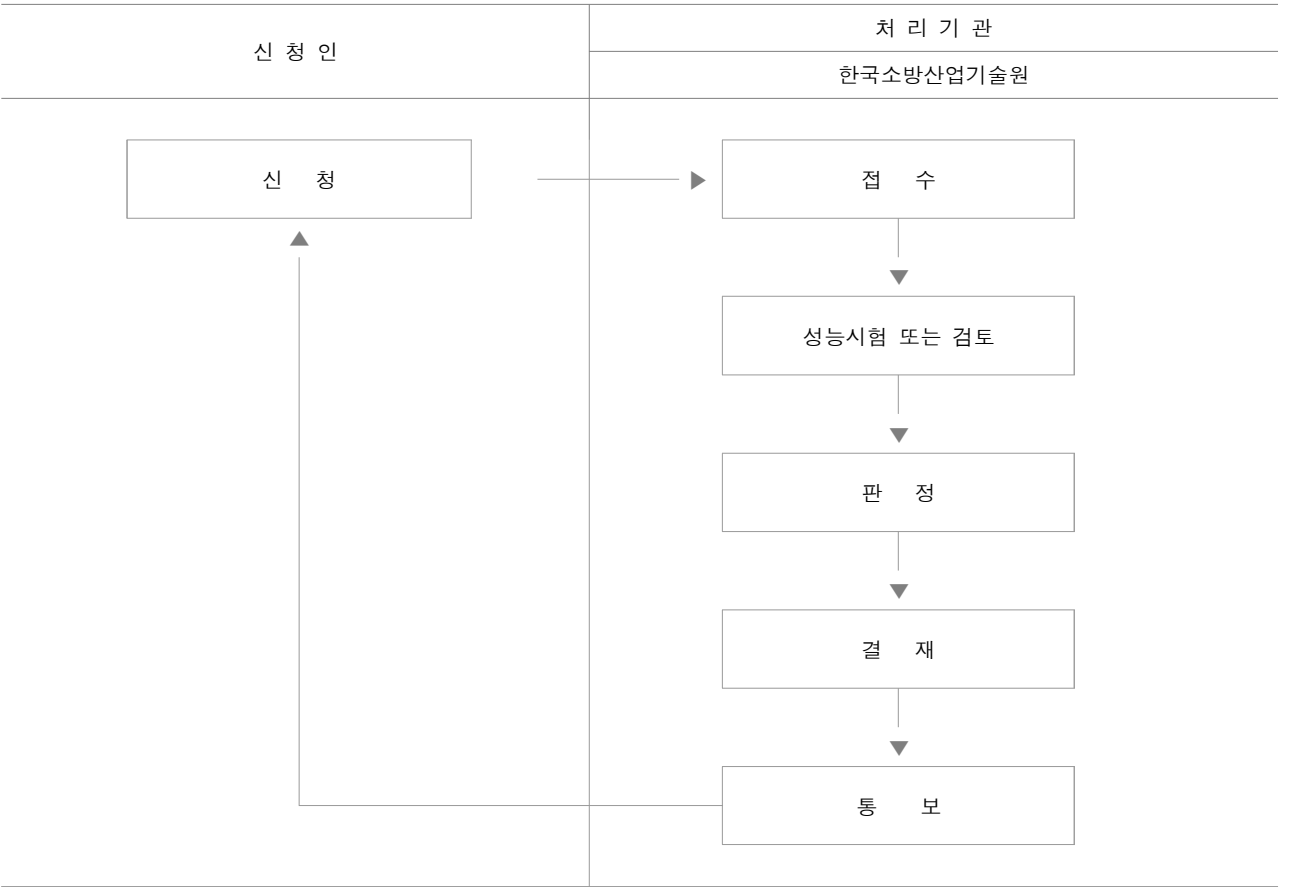 신 청 인
처 리 기 관
한국소방산업기술원
신 청
접 수
성능시험 또는 검토
판 정
결 재
통 보